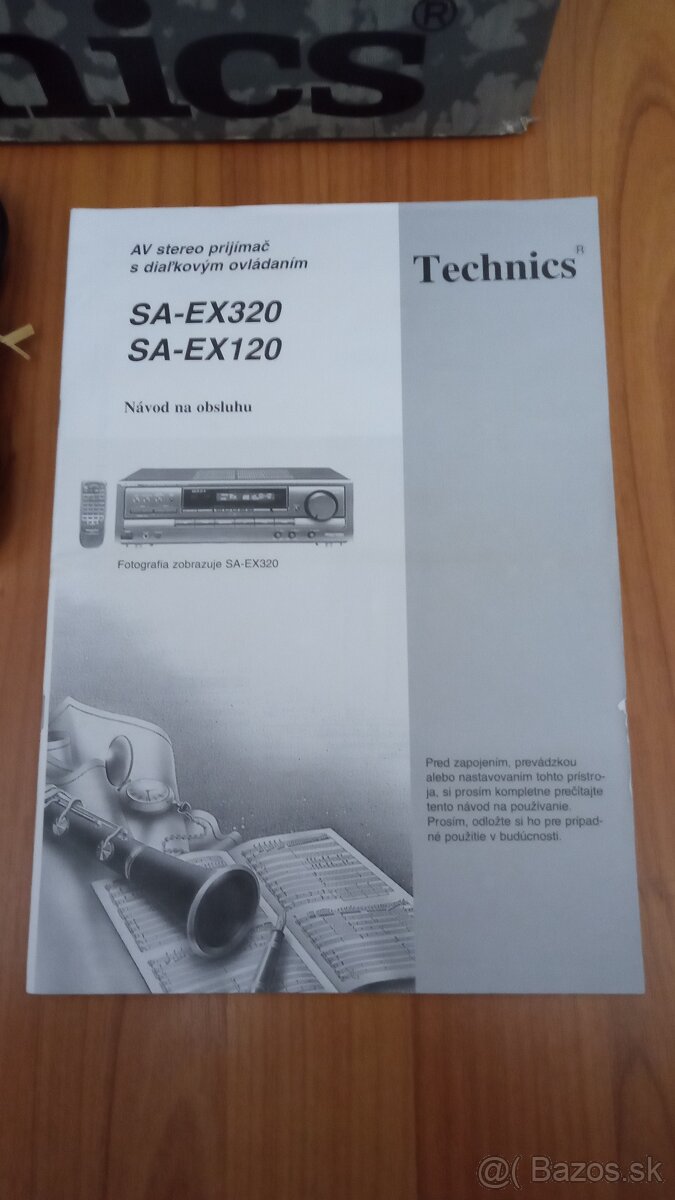 nics®
AV stereo prijímač
s diaľkovým ovládaním
SA-EX320
SA-EX120
Návod na obsluhu
Fotografia zobrazuje SA-EX320
Technics®
Pred zapojením, prevádzkou
alebo nastavovaním tohto prístro-
ja, si prosím kompletne prečítajte
tento návod na používanie.
Prosím, odložte si ho pre prípad-
né použitie v budúcnosti.
@( Bazos.sk